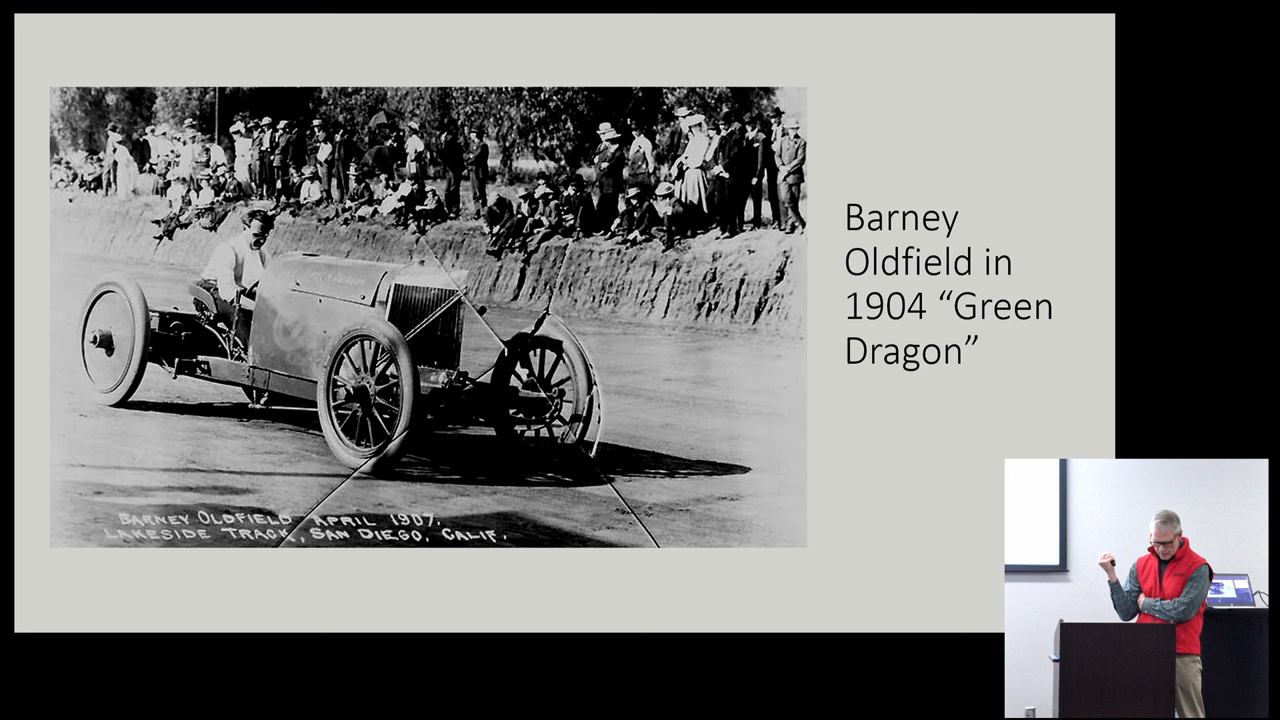 Barney
Oldfield in
1904 “Green
Dragon”
BARNEY OLDFIELD APRIL 1907.
LAKESIDE TRACK, SAN DIEGO, CALIF.